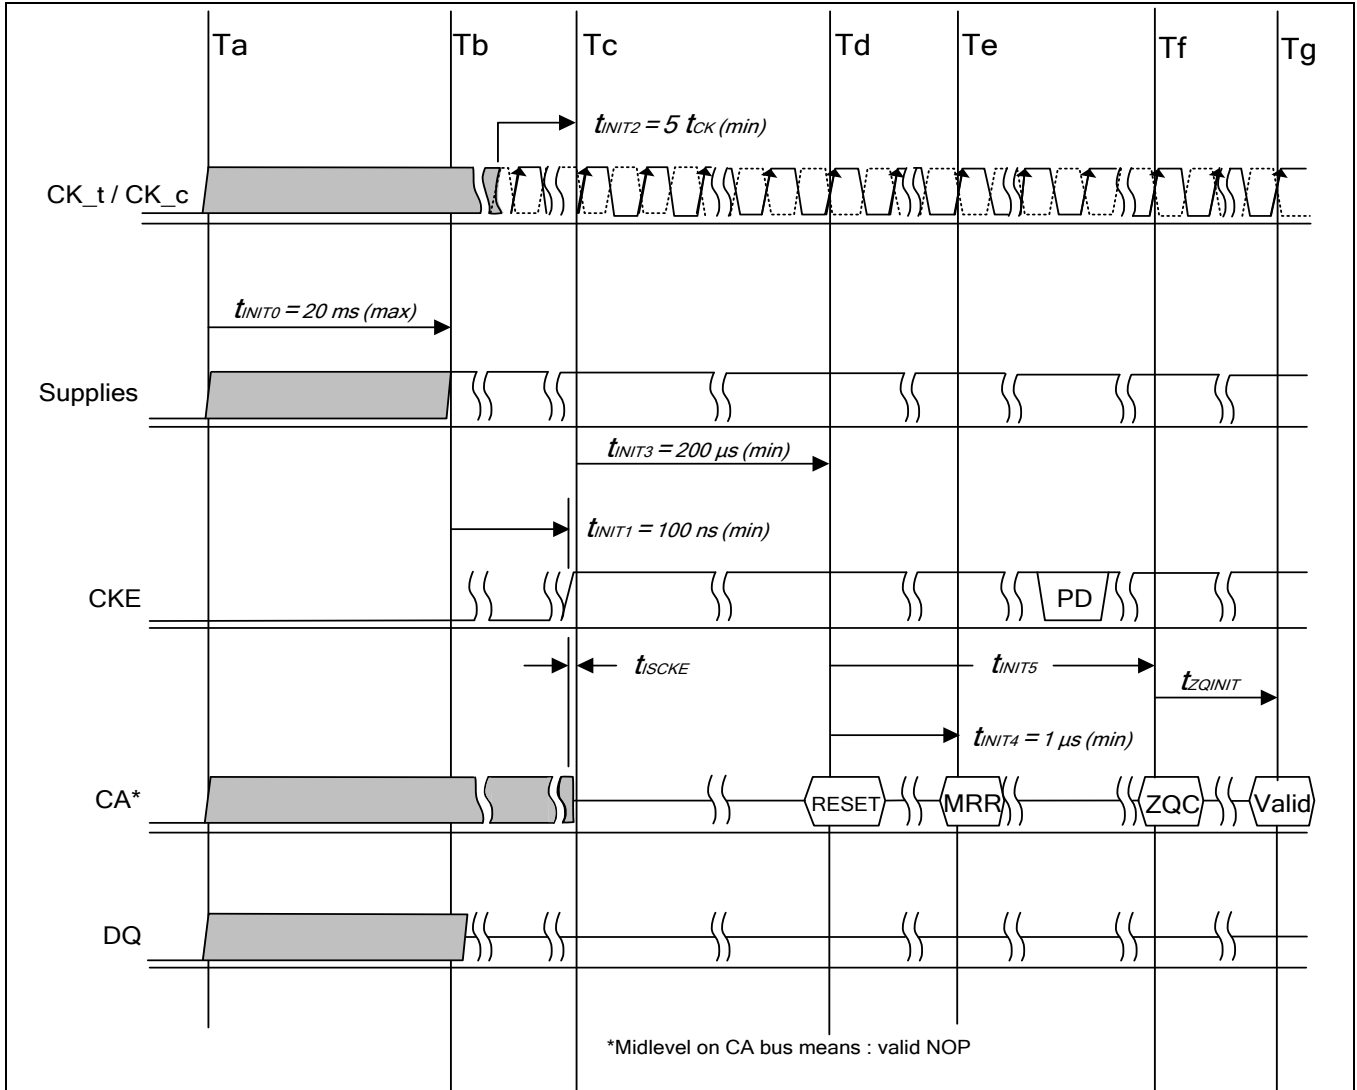 Ta Tb Tc Td Te Tf Tg
tINIT2 = 5 tCK (min)
CK_t / CK_c
tINIT0 = 20 ms (max)
Supplies
tINIT3 = 200 µs (min)
tINIT1 = 100 ns (min)
CKE
PD
tISCKE
tINIT5
tZQINIT
tINIT4 = 1 µs (min)
CA*
RESET MRR ZQC Valid
DQ
*Midlevel on CA bus means : valid NOP